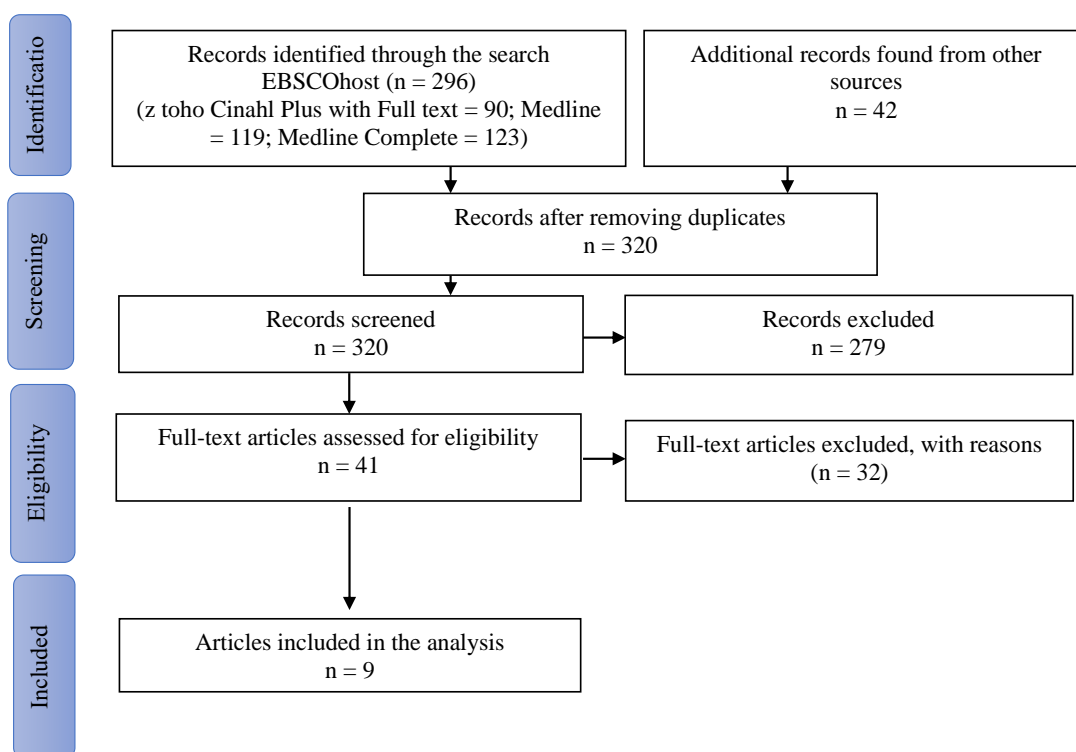 Identificatio
Records identified through the search
EBSCOhost (n = 296)
(z toho Cinahl Plus with Full text = 90; Medline
= 119; Medline Complete = 123)
Additional records found from other
sources
n = 42
Screening
Records after removing duplicates
n = 320
Records screened
n = 320
Records excluded
n = 279
Eligibility
Full-text articles assessed for eligibility
n = 41
Full-text articles excluded, with reasons
(n = 32)
Included
Articles included in the analysis
n = 9